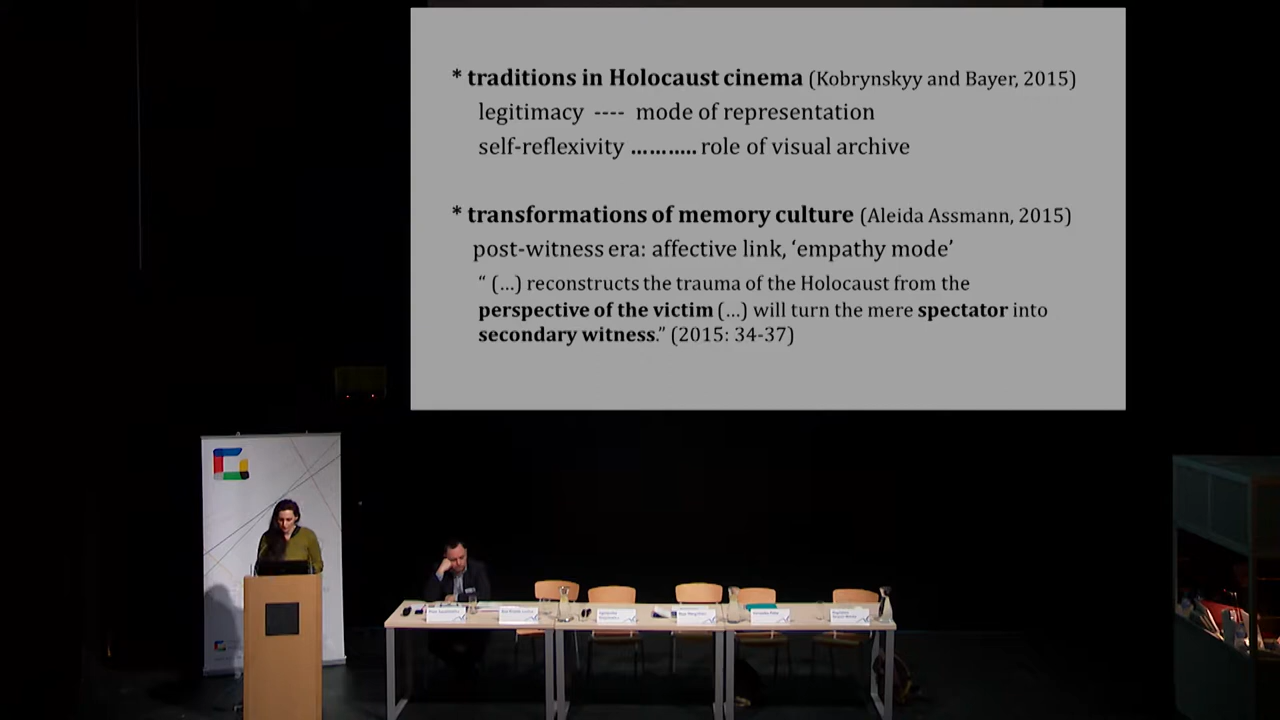 * traditions in Holocaust cinema (Kobrynskyy and Bayer, 2015)
legitimacy ---- mode of representation
self-reflexivity ........... role of visual archive
* transformations of memory culture (Aleida Assmann, 2015)
post-witness era: affective link, ‘empathy mode’
“ (...) reconstructs the trauma of the Holocaust from the
perspective of the victim (...) will turn the mere spectator into
secondary witness.” (2015: 34-37)